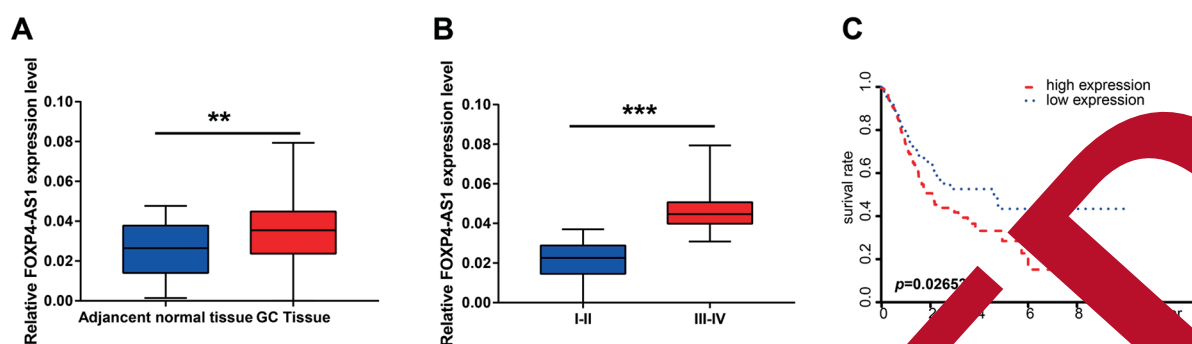 A
Relative FOXP4-AS1 expression level
0.10
0.08
0.06
0.04
0.02
0.00
**
Adjancent normal tissue GC Tissue
B
Relative FOXP4-AS1 expression level
0.10
0.08
0.06
0.04
0.02
0.00
***
I-II III-IV
C
surival rate
1.0
0.8
0.6
0.4
0.2
0.0
high expression
low expression
0 2 4 6 8